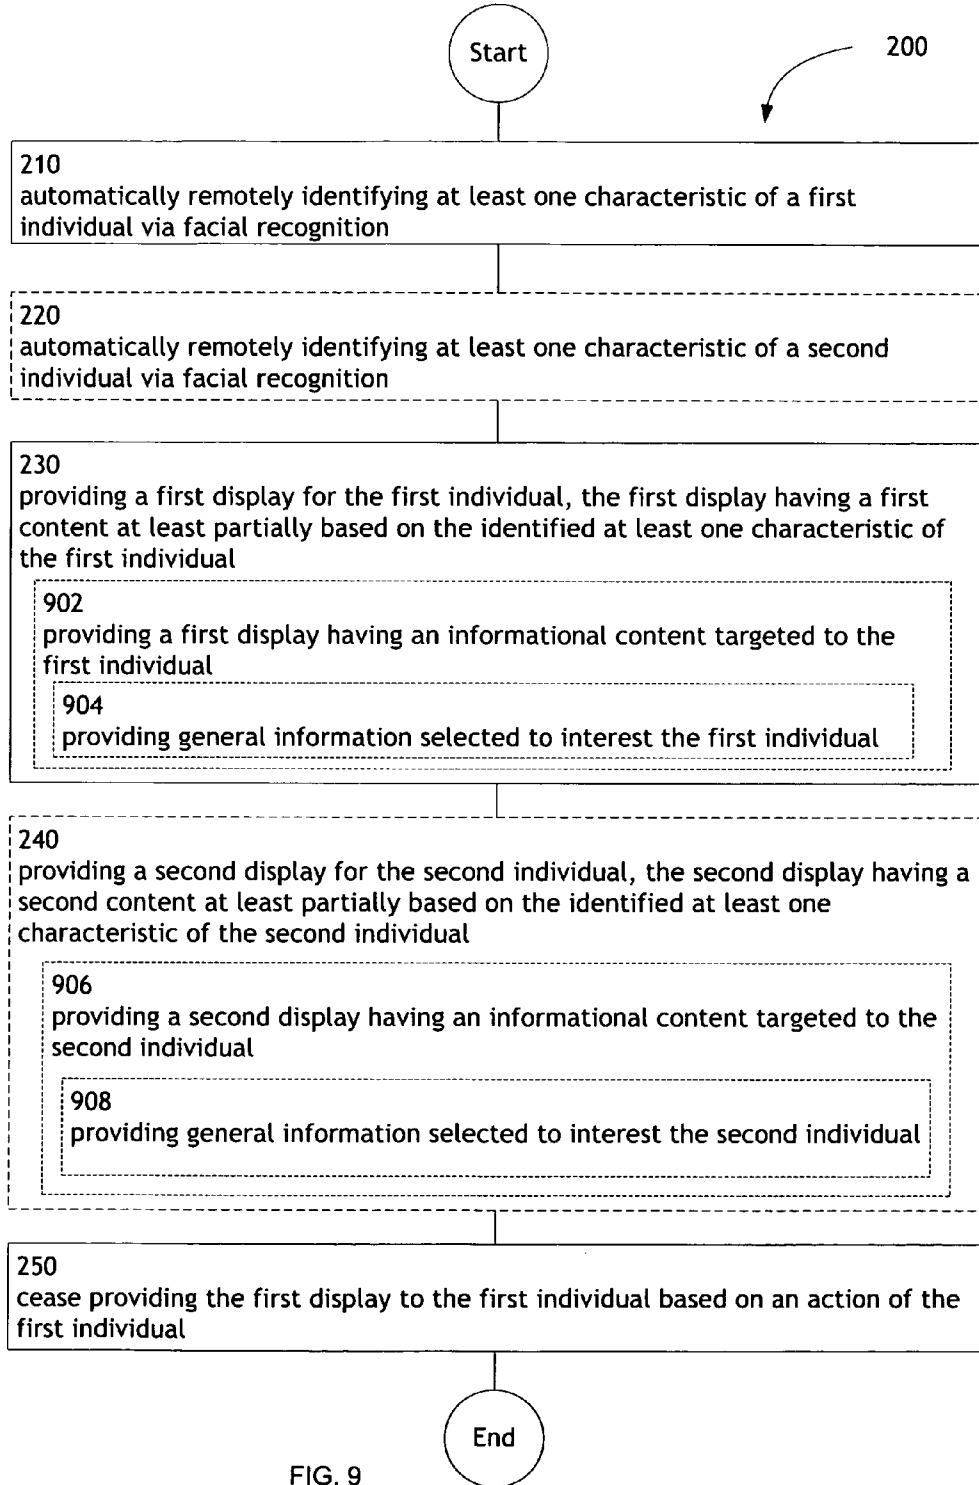 Start
200
210
automatically remotely identifying at least one characteristic of a first
individual via facial recognition
220
automatically remotely identifying at least one characteristic of a second
individual via facial recognition
230
providing a first display for the first individual, the first display having a first
content at least partially based on the identified at least one characteristic of
the first individual
902
providing a first display having an informational content targeted to the
first individual
904
providing general information selected to interest the first individual
240
providing a second display for the second individual, the second display having a
second content at least partially based on the identified at least one
characteristic of the second individual
906
providing a second display having an informational content targeted to the
second individual
908
providing general information selected to interest the second individual
250
cease providing the first display to the first individual based on an action of the
first individual
End
FIG. 9